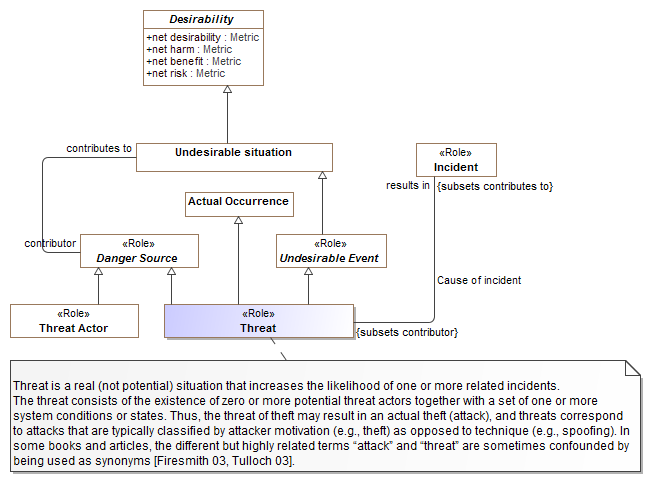 Desirability
+net desirability : Metric
+net harm : Metric
+net benefit : Metric
+net risk : Metric
contributes to
Undesirable situation
«Role»
Incident
results in
{subsets contributes to}
Actual Occurrence
contributor
«Role»
Danger Source
«Role»
Undesirable Event
Cause of incident
«Role»
Threat Actor
«Role»
Threat
{subsets contributor}
Threat is a real (not potential) situation that increases the likelihood of one or more related incidents.
The threat consists of the existence of zero or more potential threat actors together with a set of one or more
system conditions or states. Thus, the threat of theft may result in an actual theft (attack), and threats correspond
to attacks that are typically classified by attacker motivation (e.g., theft) as opposed to technique (e.g., spoofing). In
some books and articles, the different but highly related terms “attack” and “threat” are sometimes confounded by
being used as synonyms [Firesmith 03, Tulloch 03].